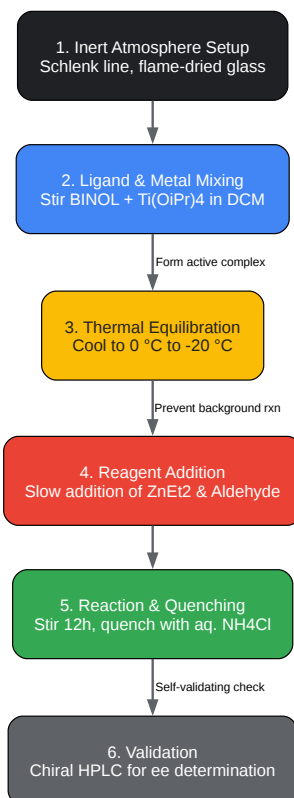 1. Inert Atmosphere Setup
Schlenk line, flame-dried glass
2. Ligand & Metal Mixing
Stir BINOL + Ti(OiPr)4 in DCM
Form active complex
3. Thermal Equilibration
Cool to 0 °C to -20 °C
Prevent background rxn
4. Reagent Addition
Slow addition of ZnEt2 & Aldehyde
5. Reaction & Quenching
Stir 12h, quench with aq. NH4Cl
Self-validating check
6. Validation
Chiral HPLC for ee determination